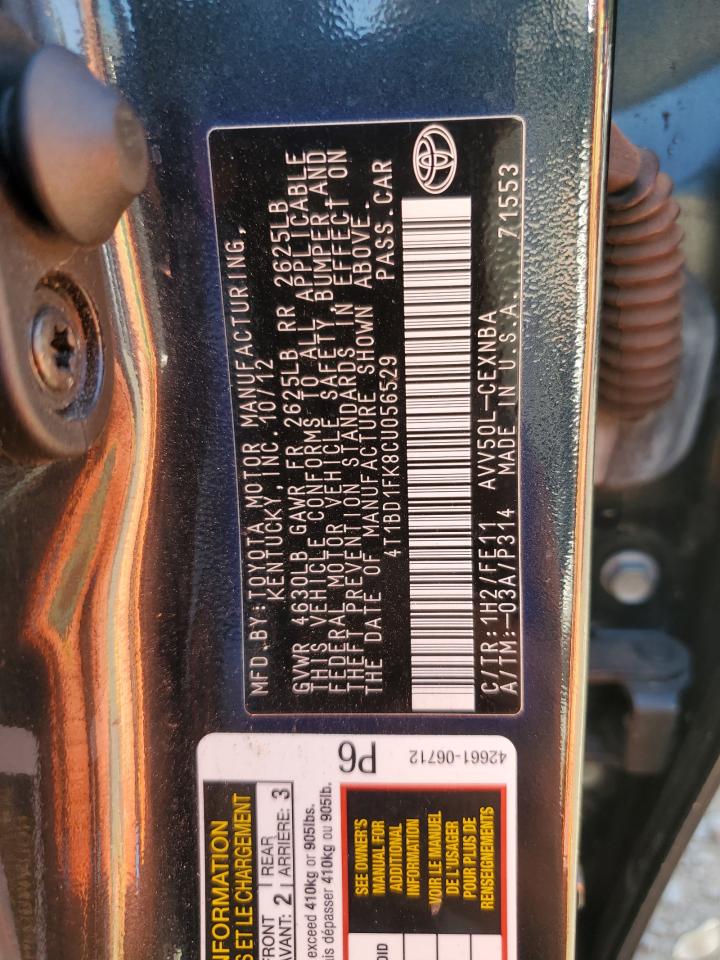 MFD.BY:TOYOTA MOTOR MANUFACTURING,
KENTUCKY, INC. 10/12
GVWR 4630LB GAWR FR 2625LB RR 2625LB
THIS VEHICLE CONFORMS TO ALL APPLICABLE
FEDERAL MOTOR VEHICLE SAFETY, BUMPER AND
THEFT PREVENTION STANDARDS IN EFFECT ON
THE DATE OF MANUFACTURE SHOWN ABOVE.
4T1BD1FK8CU056529 PASS.CAR
C/TR:1H2/FE11 AVV50L-CEXNBA
A/TM:-03A/P314 MADE IN U.S.A. 71553
P6
42661-06712
INFORMATION
ET LE CHARGEMENT
FRONT
AVANT: 2
REAR
ARRIÈRE: 3
exceed 410kg or 905lbs.
dépasser 410kg ou 905lb.
SEE OWNER'S
MANUAL FOR
ADDITIONAL
INFORMATION
VOIR LE MANUEL
DE L'USAGER
POUR PLUS DE
RENSEIGNEMENTS